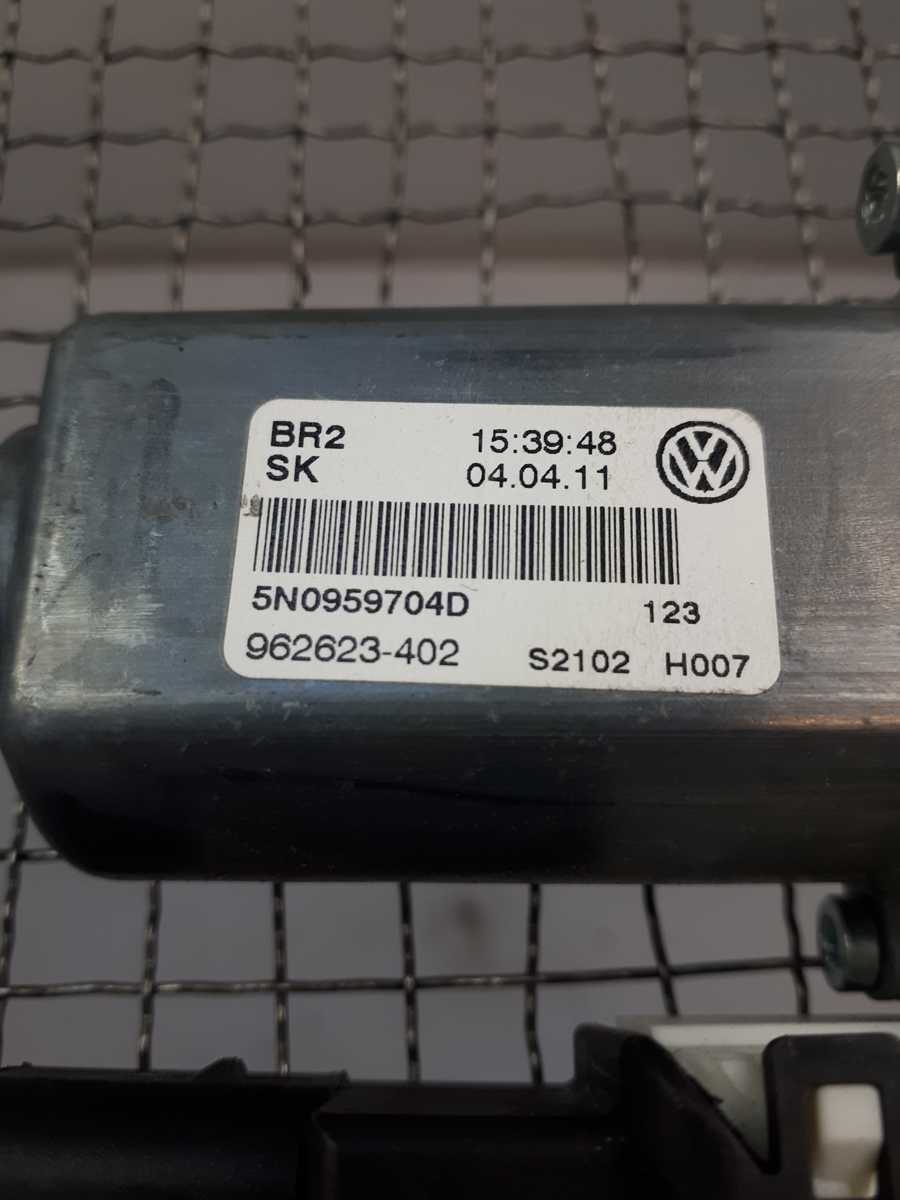 BR2 15:39:48
SK 04.04.11
5N0959704D 123
962623-402 S2102 H007